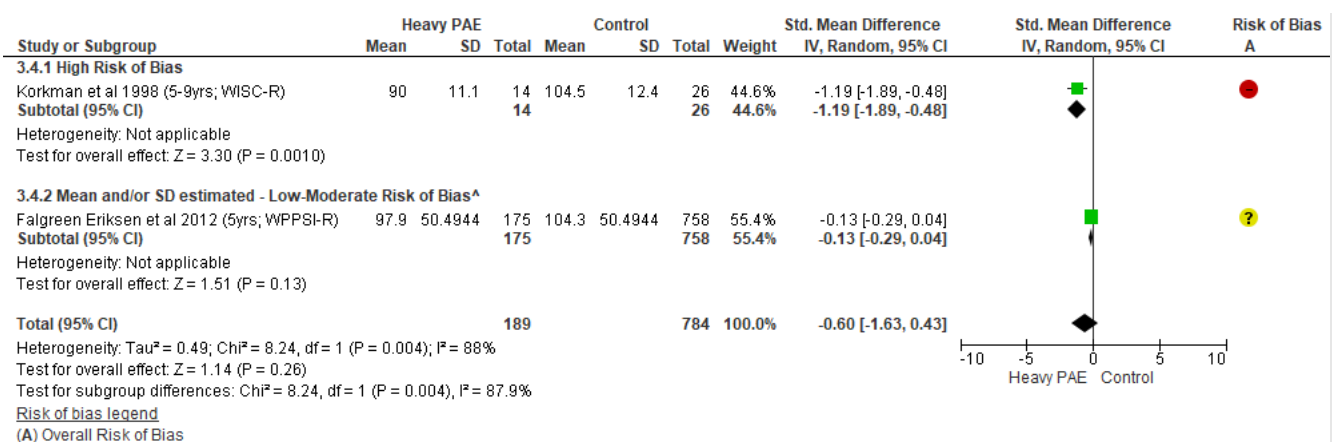 Heavy PAE Control Std. Mean Difference Std. Mean Difference Risk of Bias
Study or Subgroup Mean SD Total Mean SD Total Weight IV, Random, 95% CI IV, Random, 95% CI A
3.4.1 High Risk of Bias
Korkman et al 1998 (5-9yrs; WISC-R) 90 11.1 14 104.5 12.4 26 44.6% -1.19 [-1.89, -0.48] -
Subtotal (95% CI) 14 26 44.6% -1.19 [-1.89, -0.48]
Heterogeneity: Not applicable
Test for overall effect: Z = 3.30 (P = 0.0010)
3.4.2 Mean and/or SD estimated - Low-Moderate Risk of Bias^
Falgreen Eriksen et al 2012 (5yrs; WPPSI-R) 97.9 50.4944 175 104.3 50.4944 758 55.4% -0.13 [-0.29, 0.04] ?
Subtotal (95% CI) 175 758 55.4% -0.13 [-0.29, 0.04]
Heterogeneity: Not applicable
Test for overall effect: Z = 1.51 (P = 0.13)
Total (95% CI) 189 784 100.0% -0.60 [-1.63, 0.43]
Heterogeneity: Tau² = 0.49; Chi² = 8.24, df = 1 (P = 0.004); I² = 88%
Test for overall effect: Z = 1.14 (P = 0.26)
Test for subgroup differences: Chi² = 8.24, df = 1 (P = 0.004), I² = 87.9%
-10 -5 0 5 10
Heavy PAE Control
Risk of bias legend
(A) Overall Risk of Bias